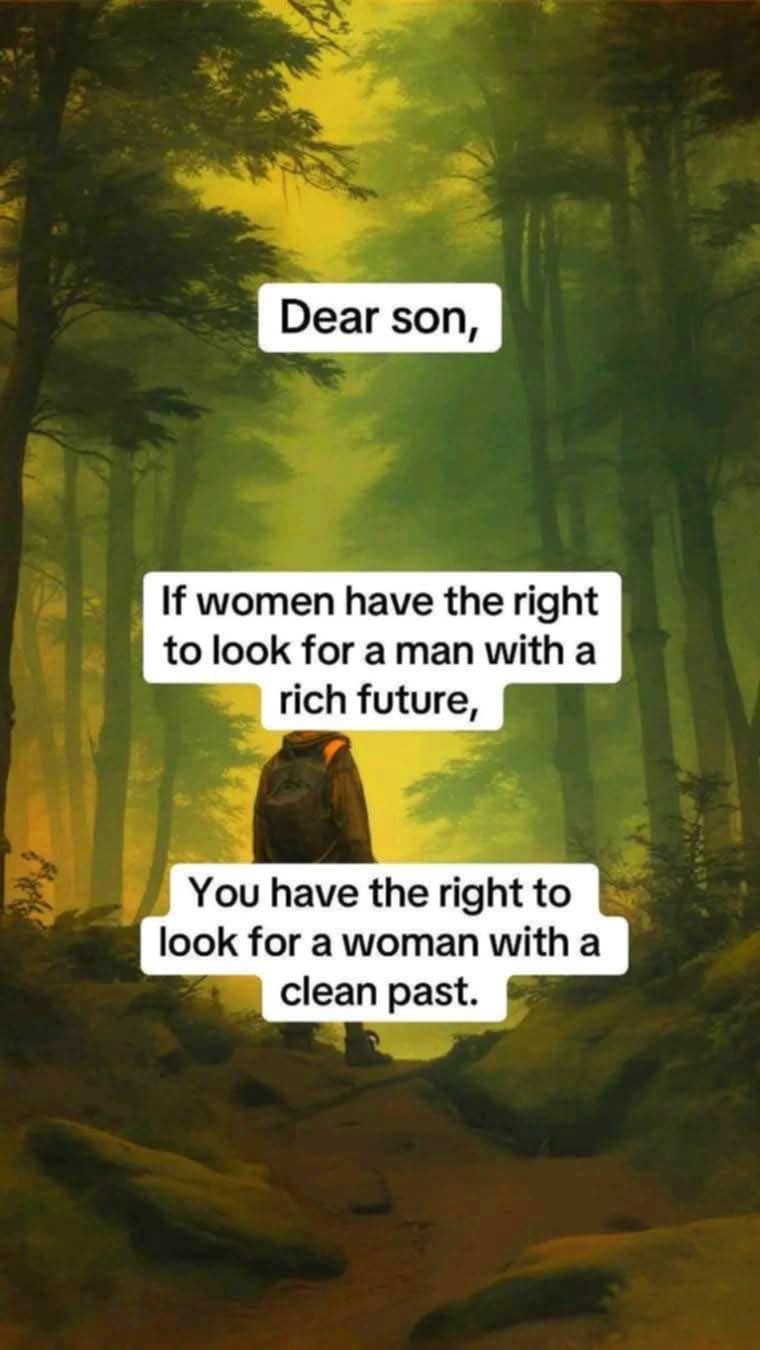 Dear son,
If women have the right
to look for a man with a
rich future,
You have the right to
look for a woman with a
clean past.